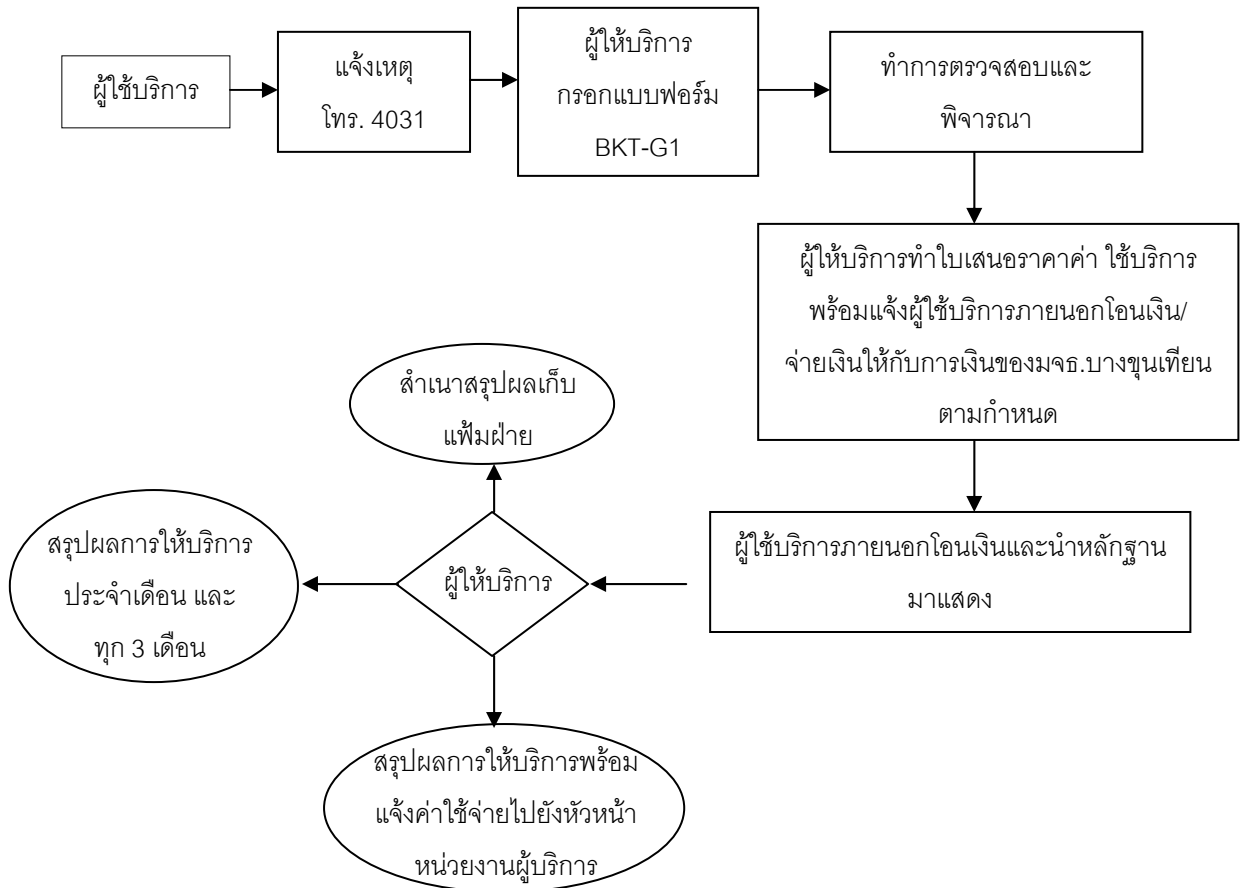 ผู้ใช้บริการ
แจ้งเหตุ
โทร. 4031
ผู้ให้บริการ
กรอกแบบฟอร์ม
BKT-G1
ทำการตรวจสอบและ
พิจารณา
ผู้ให้บริการทำใบเสนอราคาค่า ใช้บริการ
พร้อมแจ้งผู้ใช้บริการภายนอกโอนเงิน/
จ่ายเงินให้กับการเงินของมจธ.บางขุนเทียน
ตามกำหนด
ผู้ใช้บริการภายนอกโอนเงินและนำหลักฐาน
มาแสดง
ผู้ให้บริการ
สำเนาสรุปผลเก็บ
แฟ้มฝ่าย
สรุปผลการให้บริการ
ประจำเดือน และ
ทุก 3 เดือน
สรุปผลการให้บริการพร้อม
แจ้งค่าใช้จ่ายไปยังหัวหน้า
หน่วยงานผู้บริการ